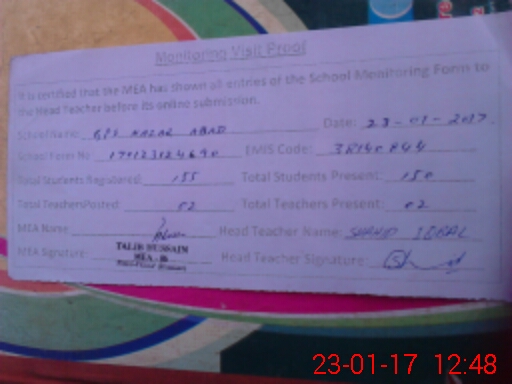 Monitoring Visit Proof
It is certified that the MEA has shown all entries of the School Monitoring Form to
the Head Teacher before its online submission.
School Name: GPS NAZAR ABAD Date: 23-01-2017.
School Form No 170123124690 EMIS Code: 38140844
Total Students Registered: 155 Total Students Present: 150
Total Teachers Posted: 02 Total Teachers Present: 02
MEA Name Head Teacher Name: SHAHID IQBAL
MEA Signature: TALIB HUSSAIN Head Teacher Signature:
23-01-17 12:48